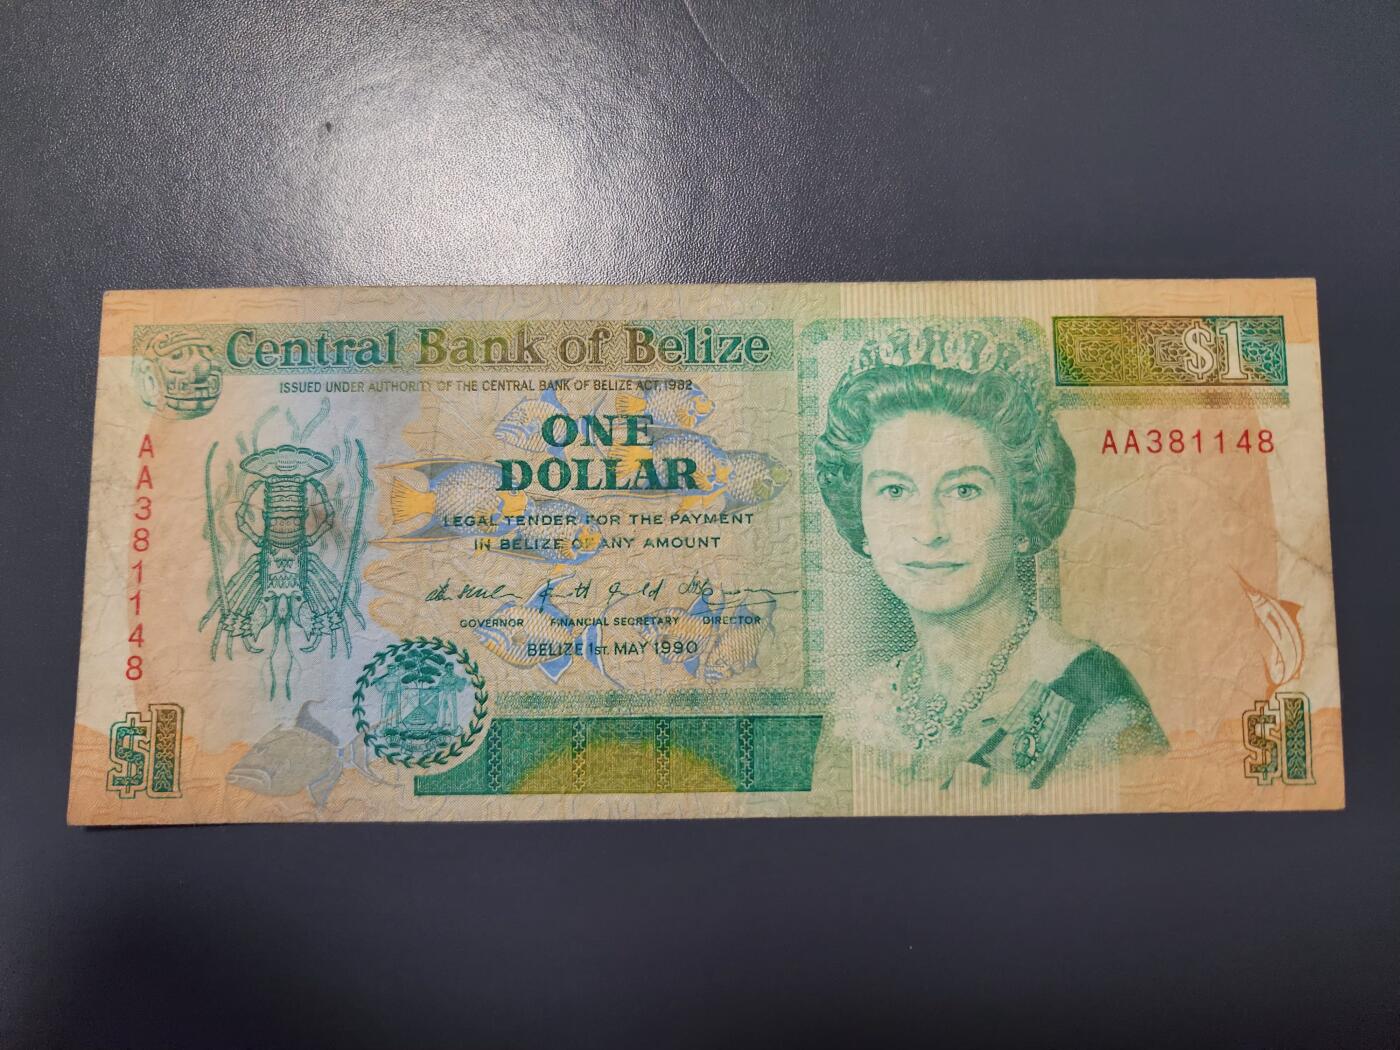 Central Bank of Belize
$1
ISSUED UNDER AUTHORITY OF THE CENTRAL BANK OF BELIZE ACT, 1982
ONE
DOLLAR
AA381148
AA381148
LEGAL TENDER FOR THE PAYMENT
IN BELIZE OF ANY AMOUNT
GOVERNOR FINANCIAL SECRETARY DIRECTOR
BELIZE 1ST. MAY 1990
$1
$1